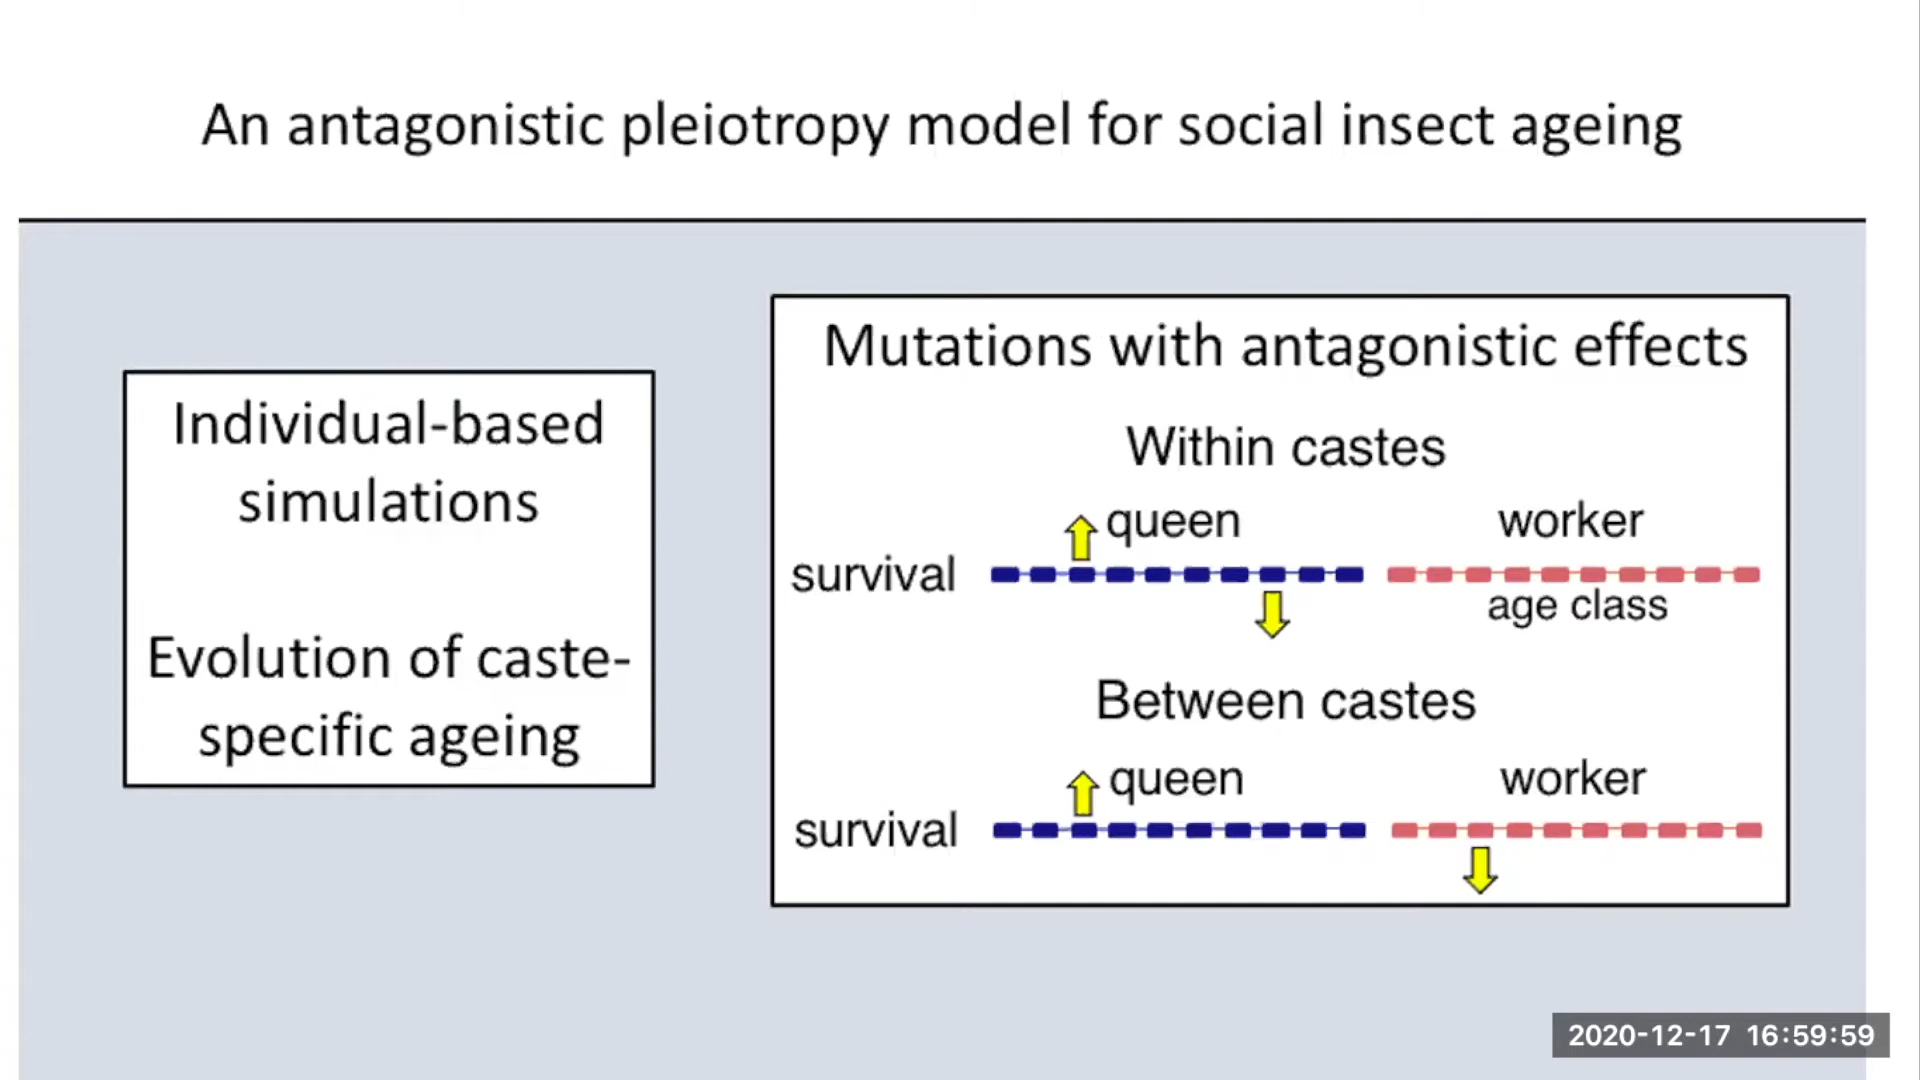 An antagonistic pleiotropy model for social insect ageing
Individual-based
simulations
Evolution of caste-
specific ageing
Mutations with antagonistic effects
Within castes
queen worker
survival
age class
Between castes
queen worker
survival
2020-12-17 16:59:59